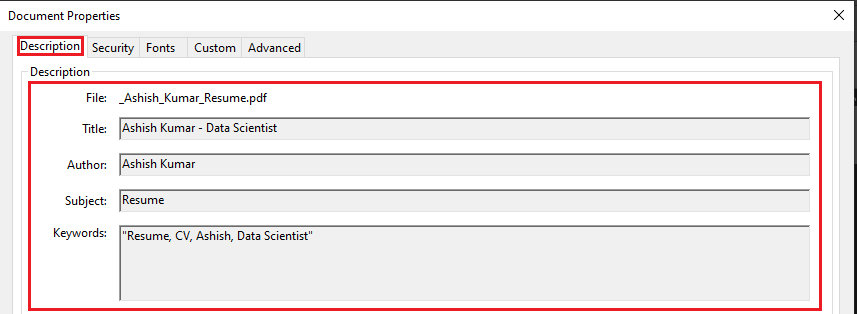 Document Properties
Description Security Fonts Custom Advanced
Description
File: _Ashish_Kumar_Resume.pdf
Title: Ashish Kumar - Data Scientist
Author: Ashish Kumar
Subject: Resume
Keywords: "Resume, CV, Ashish, Data Scientist"